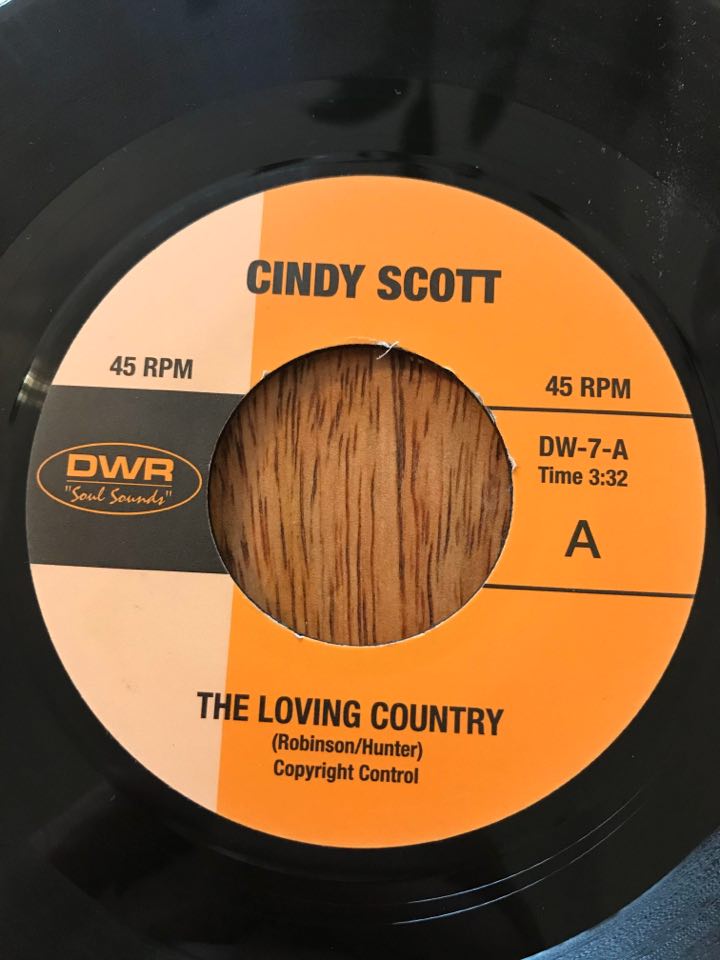 CINDY SCOTT
45 RPM
45 RPM
DWR
"Soul Sounds"
DW-7-A
Time 3:32
A
THE LOVING COUNTRY
(Robinson/Hunter)
Copyright Control